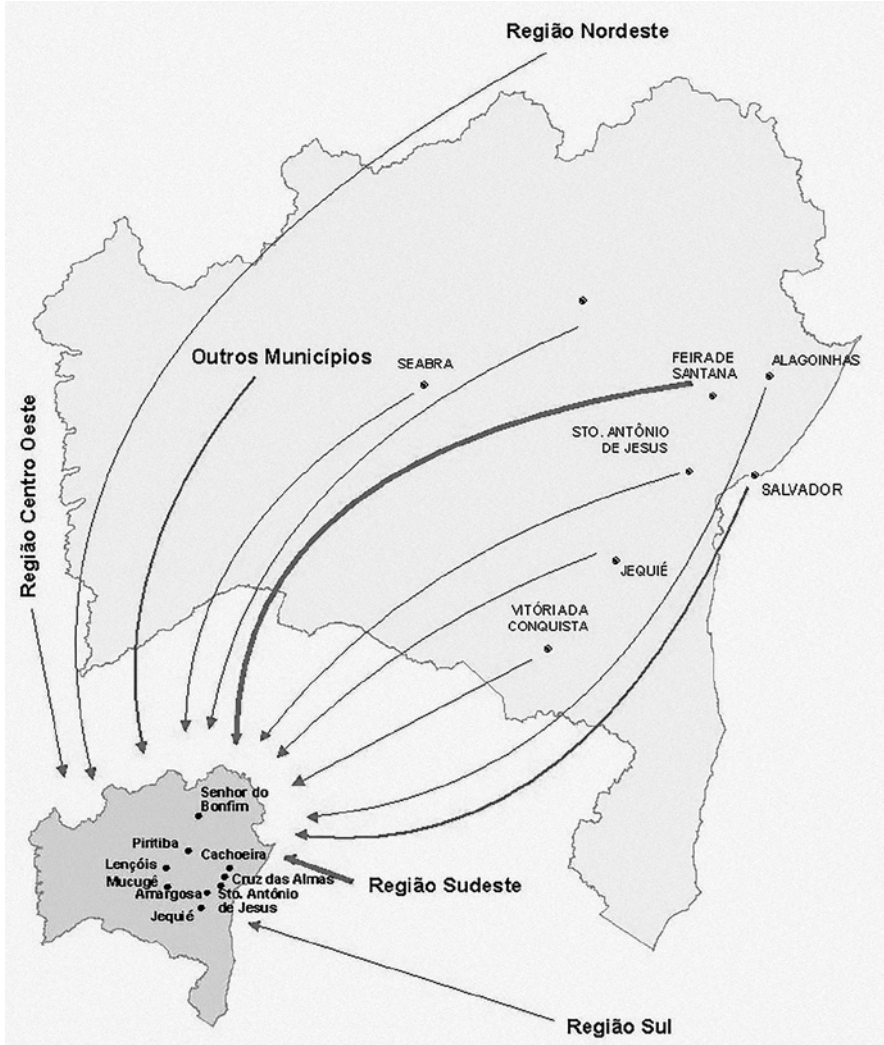 Região Nordeste
Outros Municípios
SEABRA
FEIRA DE
SANTANA
ALAGOINHAS
STO. ANTÔNIO
DE JESUS
SALVADOR
Região Centro Oeste
JEQUIÉ
VITÓRIA DA
CONQUISTA
Senhor do
Bonfim
Piritiba
Cachoeira
Lençóis
Cruz das Almas
Mucugé
Amargosa
Sto. Antônio
de Jesus
Jequié
Região Sudeste
Região Sul